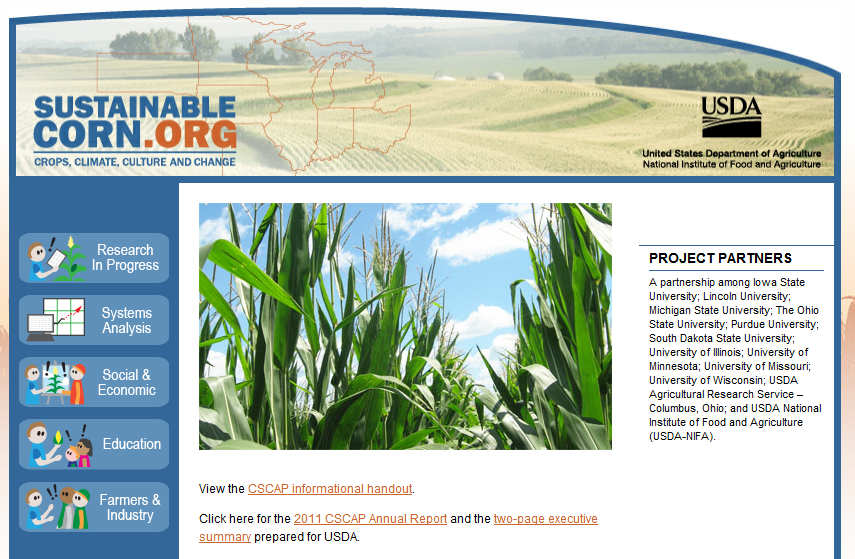 SUSTAINABLE
CORN.ORG
CROPS, CLIMATE, CULTURE AND CHANGE
USDA
United States Department of Agriculture
National Institute of Food and Agriculture
Research
In Progress
Systems
Analysis
Social &
Economic
Education
Farmers &
Industry
View the CSCAP informational handout.
Click here for the 2011 CSCAP Annual Report and the two-page executive
summary prepared for USDA.
PROJECT PARTNERS
A partnership among Iowa State
University; Lincoln University;
Michigan State University; The Ohio
State University; Purdue University;
South Dakota State University;
University of Illinois; University of
Minnesota; University of Missouri;
University of Wisconsin; USDA
Agricultural Research Service –
Columbus, Ohio; and USDA National
Institute of Food and Agriculture
(USDA-NIFA).